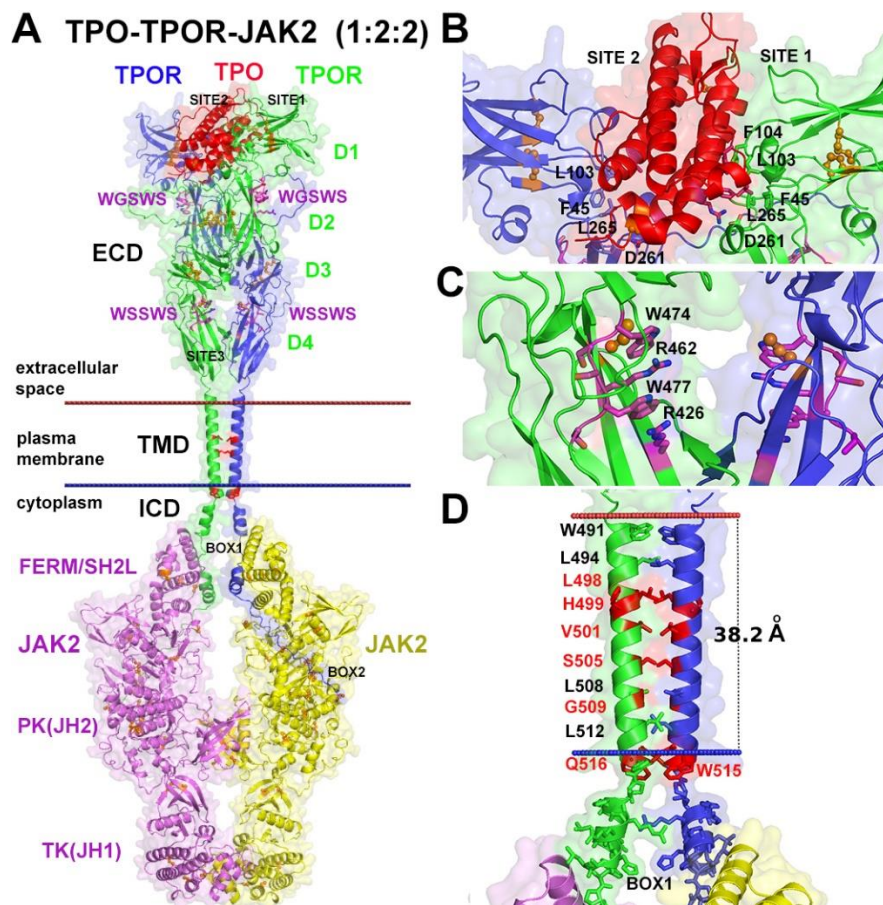 A TPO-TPOR-JAK2 (1:2:2)
TPOR TPO TPOR
SITE2 SITE1
D1
WGSWS WGSWS
D2
ECD
D3
WSSWS WSSWS
D4
SITE3
extracellular
space
plasma
membrane
TMD
cytoplasm
ICD
BOX1
FERM/SH2L
JAK2 JAK2
BOX2
PK(JH2)
TK(JH1)
B
SITE 2 SITE 1
F104
L103
L103
F45 F45
L265 L265
D261 D261
C
W474
R462
W477
R426
D
W491
L494
L498
H499
V501
38.2 Å
S505
L508
G509
L512
Q516 W515
BOX1